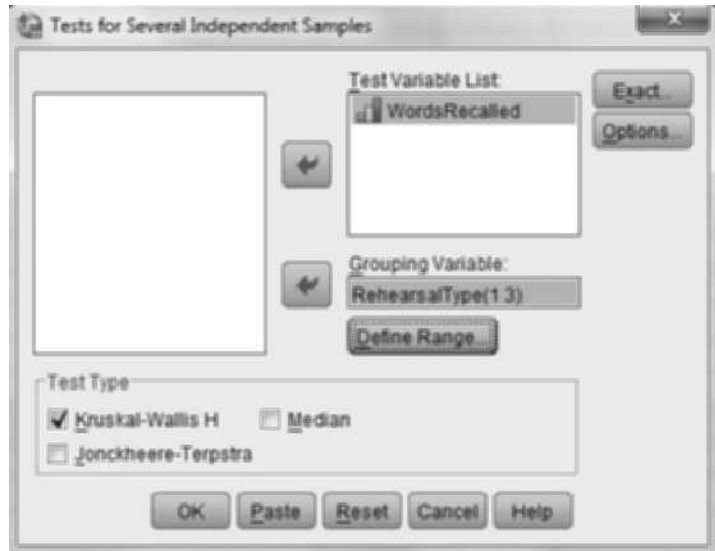 Tests for Several Independent Samples
Test Variable List:
WordsRecalled
Exact...
Options...
Grouping Variable:
RehearsalType(1 3)
Define Range...
Test Type
Kruskal-Wallis H
Median
Jonckheere-Terpstra
OK
Paste
Reset
Cancel
Help